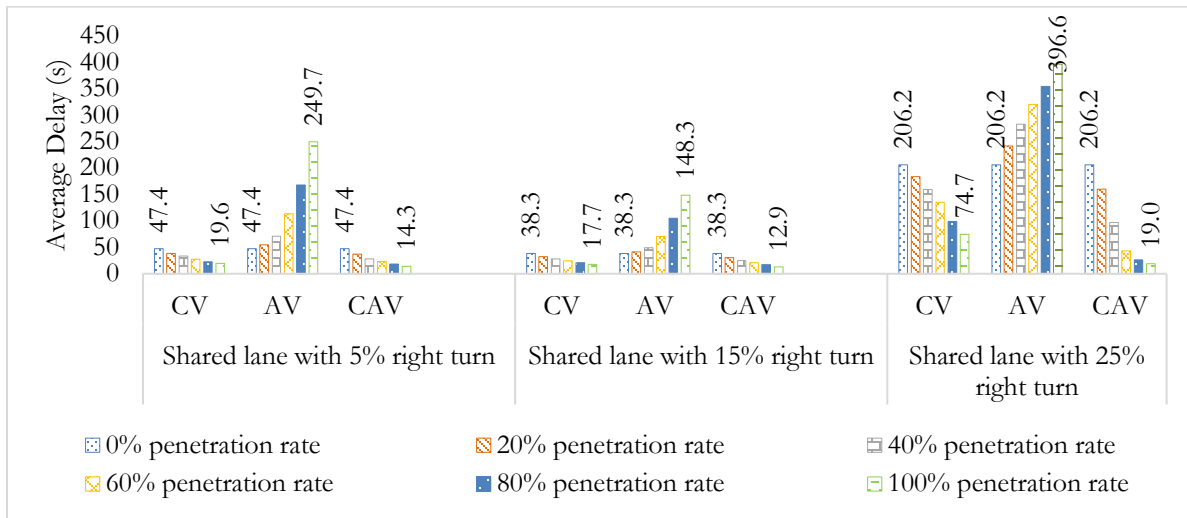 Average Delay (s)
450
400
350
300
250
200
150
100
50
0
47.4
19.6
47.4
249.7
47.4
14.3
38.3
17.7
38.3
148.3
38.3
12.9
206.2
74.7
206.2
396.6
206.2
19.0
CV AV CAV CV AV CAV CV AV CAV
Shared lane with 5% right turn
Shared lane with 15% right turn
Shared lane with 25%
right turn
0% penetration rate
20% penetration rate
40% penetration rate
60% penetration rate
80% penetration rate
100% penetration rate